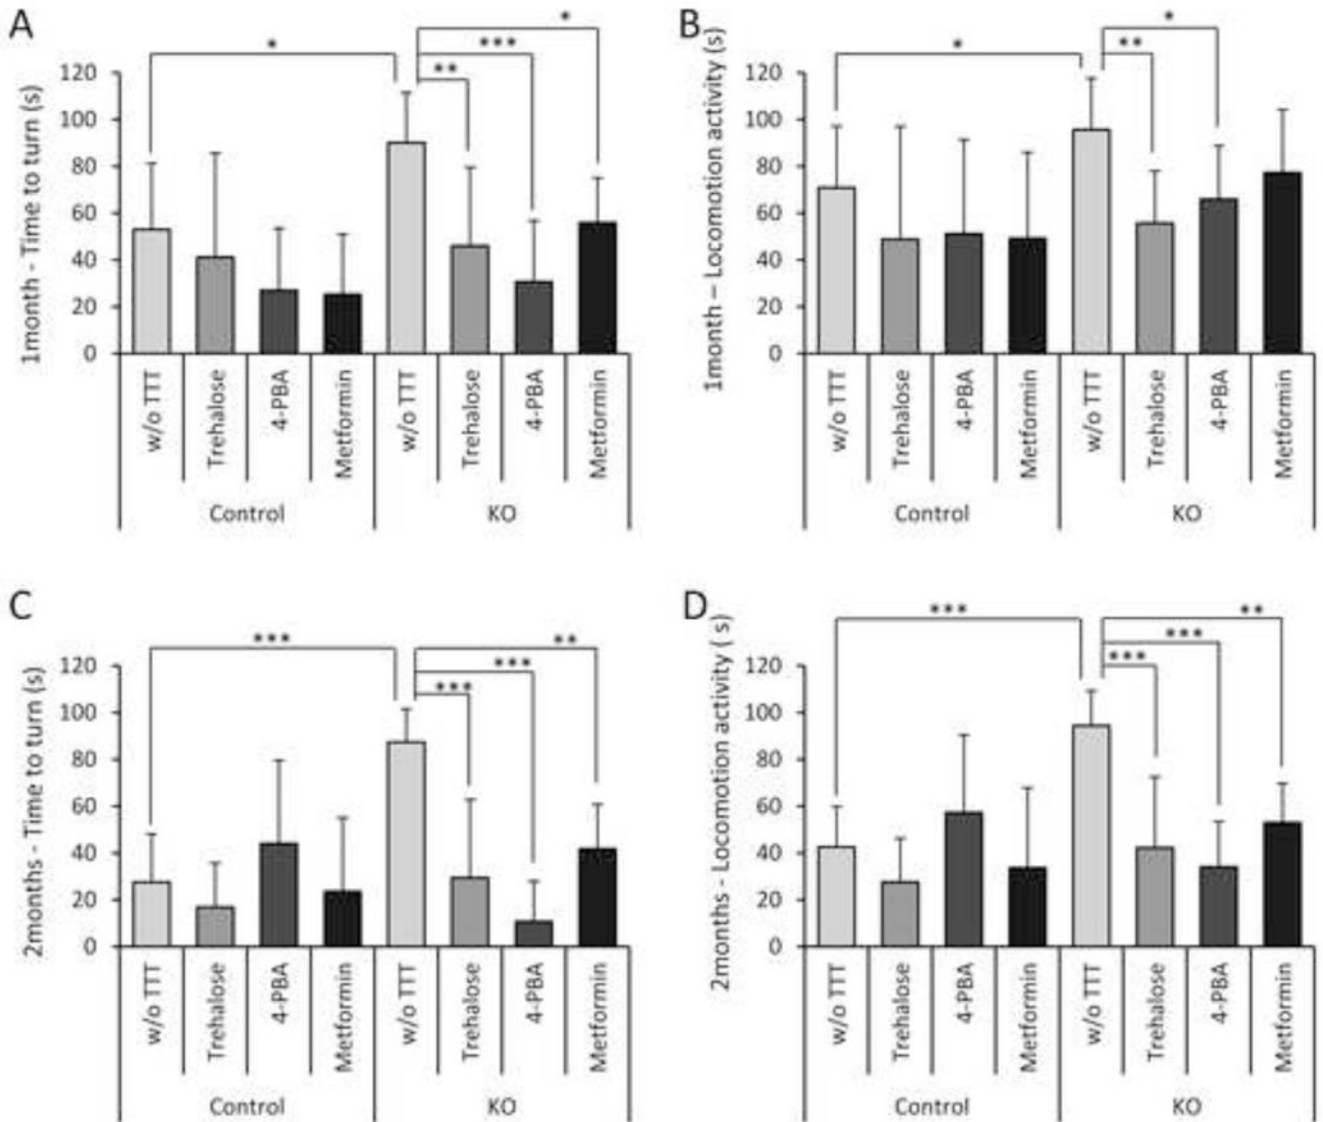 A
1month - Time to turn (s)
120
100
80
60
40
20
0
*
**
***
*
w/o TTT
Trehalose
4-PBA
Metformin
w/o TTT
Trehalose
4-PBA
Metformin
Control
KO
B
1month – Locomotion activity (s)
120
100
80
60
40
20
0
*
**
*
w/o TTT
Trehalose
4-PBA
Metformin
w/o TTT
Trehalose
4-PBA
Metformin
Control
KO
C
2months - Time to turn (s)
120
100
80
60
40
20
0
***
***
***
**
w/o TTT
Trehalose
4-PBA
Metformin
w/o TTT
Trehalose
4-PBA
Metformin
Control
KO
D
2months - Locomotion activity ( s)
120
100
80
60
40
20
0
***
***
***
**
w/o TTT
Trehalose
4-PBA
Metformin
w/o TTT
Trehalose
4-PBA
Metformin
Control
KO